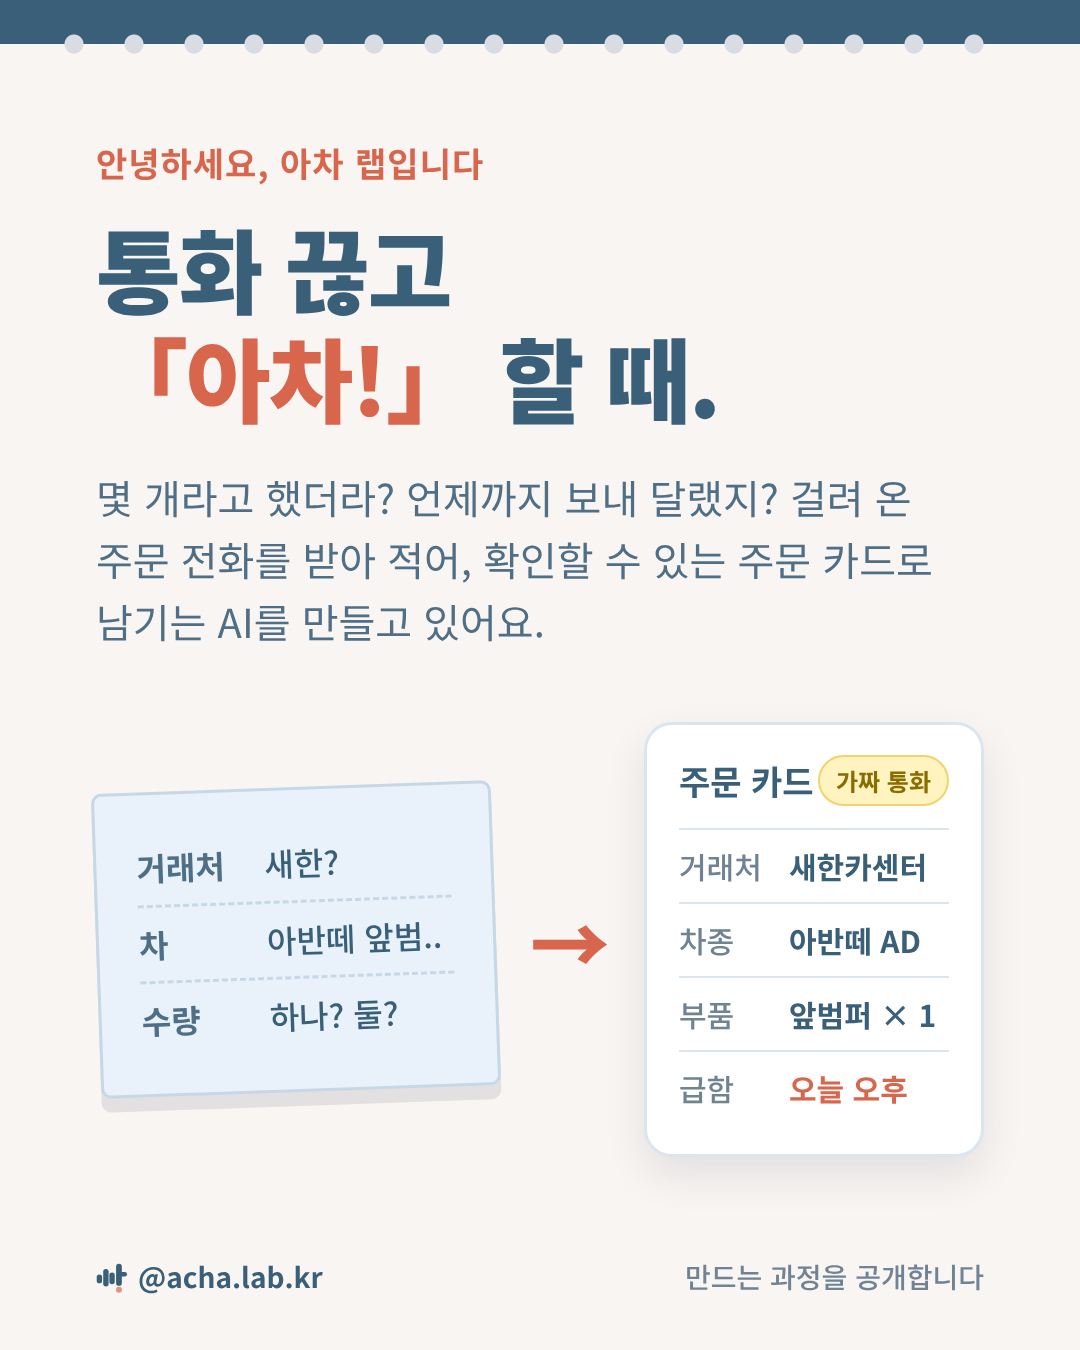 안녕하세요, 아차 랩입니다
통화 끊고
「아차!」 할 때.
몇 개라고 했더라? 언제까지 보내 달랬지? 걸려 온
주문 전화를 받아 적어, 확인할 수 있는 주문 카드로
남기는 AI를 만들고 있어요.
거래처 새한?
차 아반떼 앞범..
수량 하나? 둘?
→
주문 카드 가짜 통화
거래처 새한카센터
차종 아반떼 AD
부품 앞범퍼 × 1
급함 오늘 오후
@acha.lab.kr
만드는 과정을 공개합니다